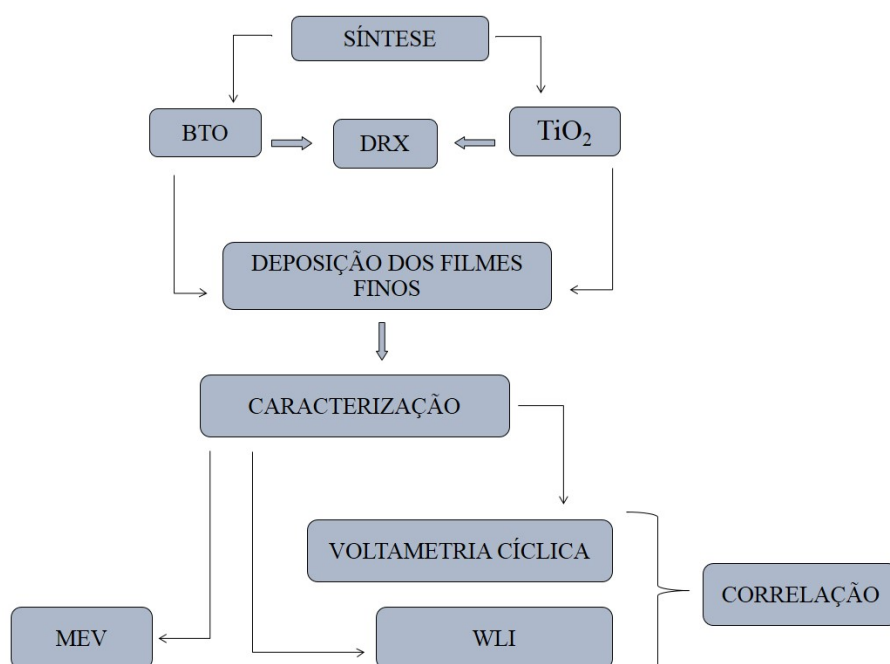 SÍNTESE
BTO
DRX
TiO₂
DEPOSIÇÃO DOS FILMES
FINOS
CARACTERIZAÇÃO
VOLTAMETRIA CÍCLICA
CORRELAÇÃO
MEV
WLI